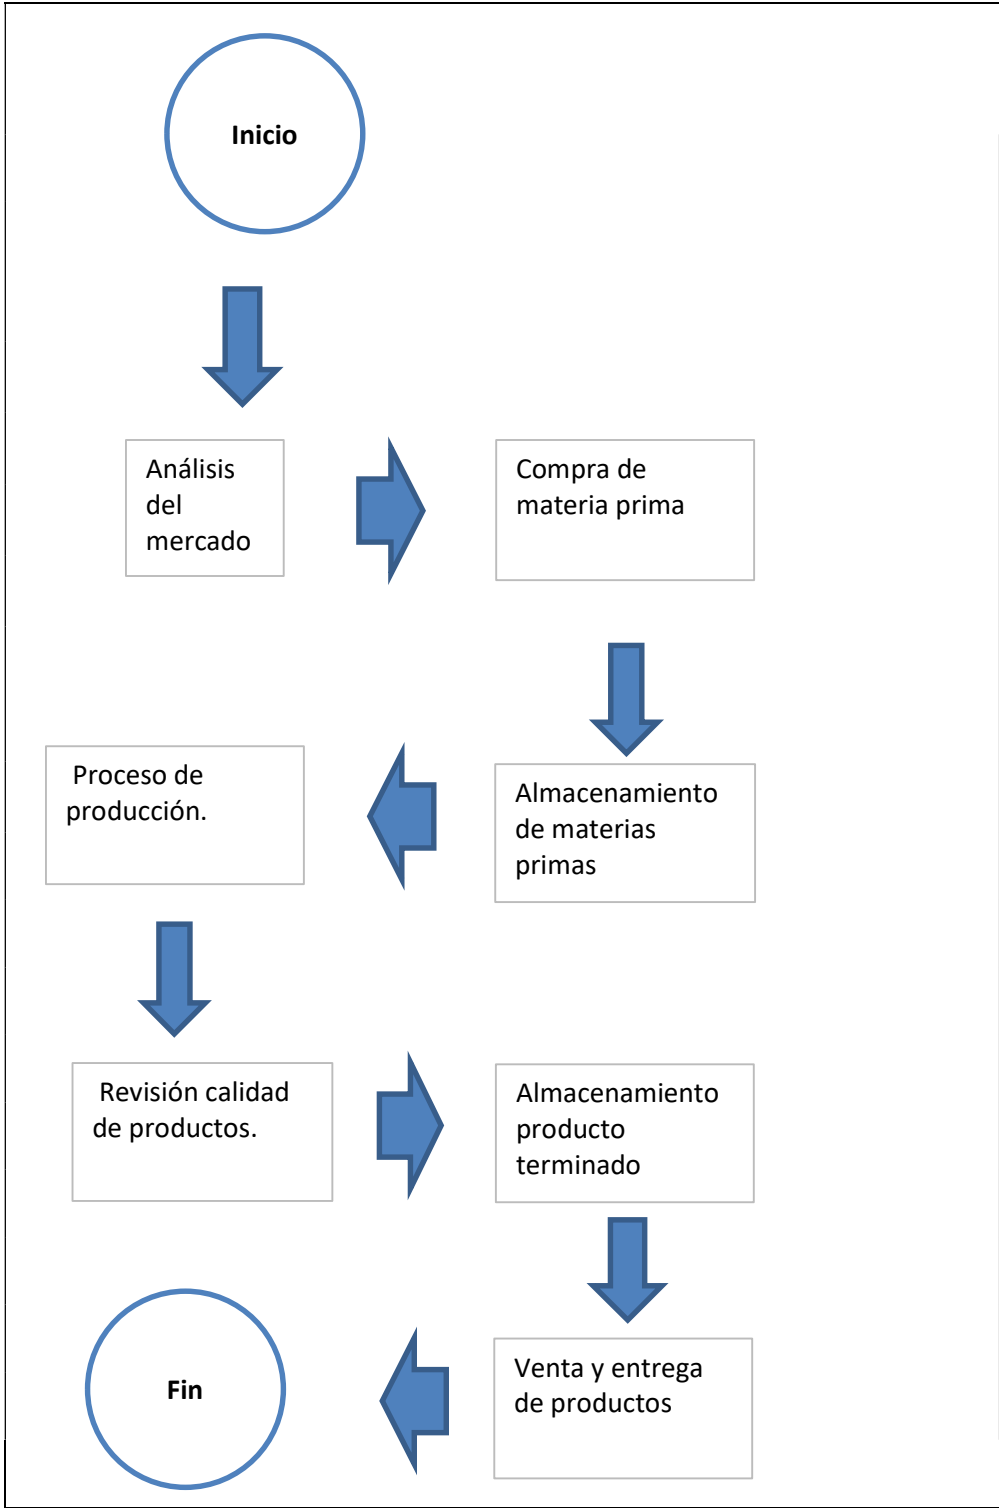 Inicio
Análisis
del
mercado
Compra de
materia prima
Almacenamiento
de materias
primas
Proceso de
producción.
Revisión calidad
de productos.
Almacenamiento
producto
terminado
Venta y entrega
de productos
Fin